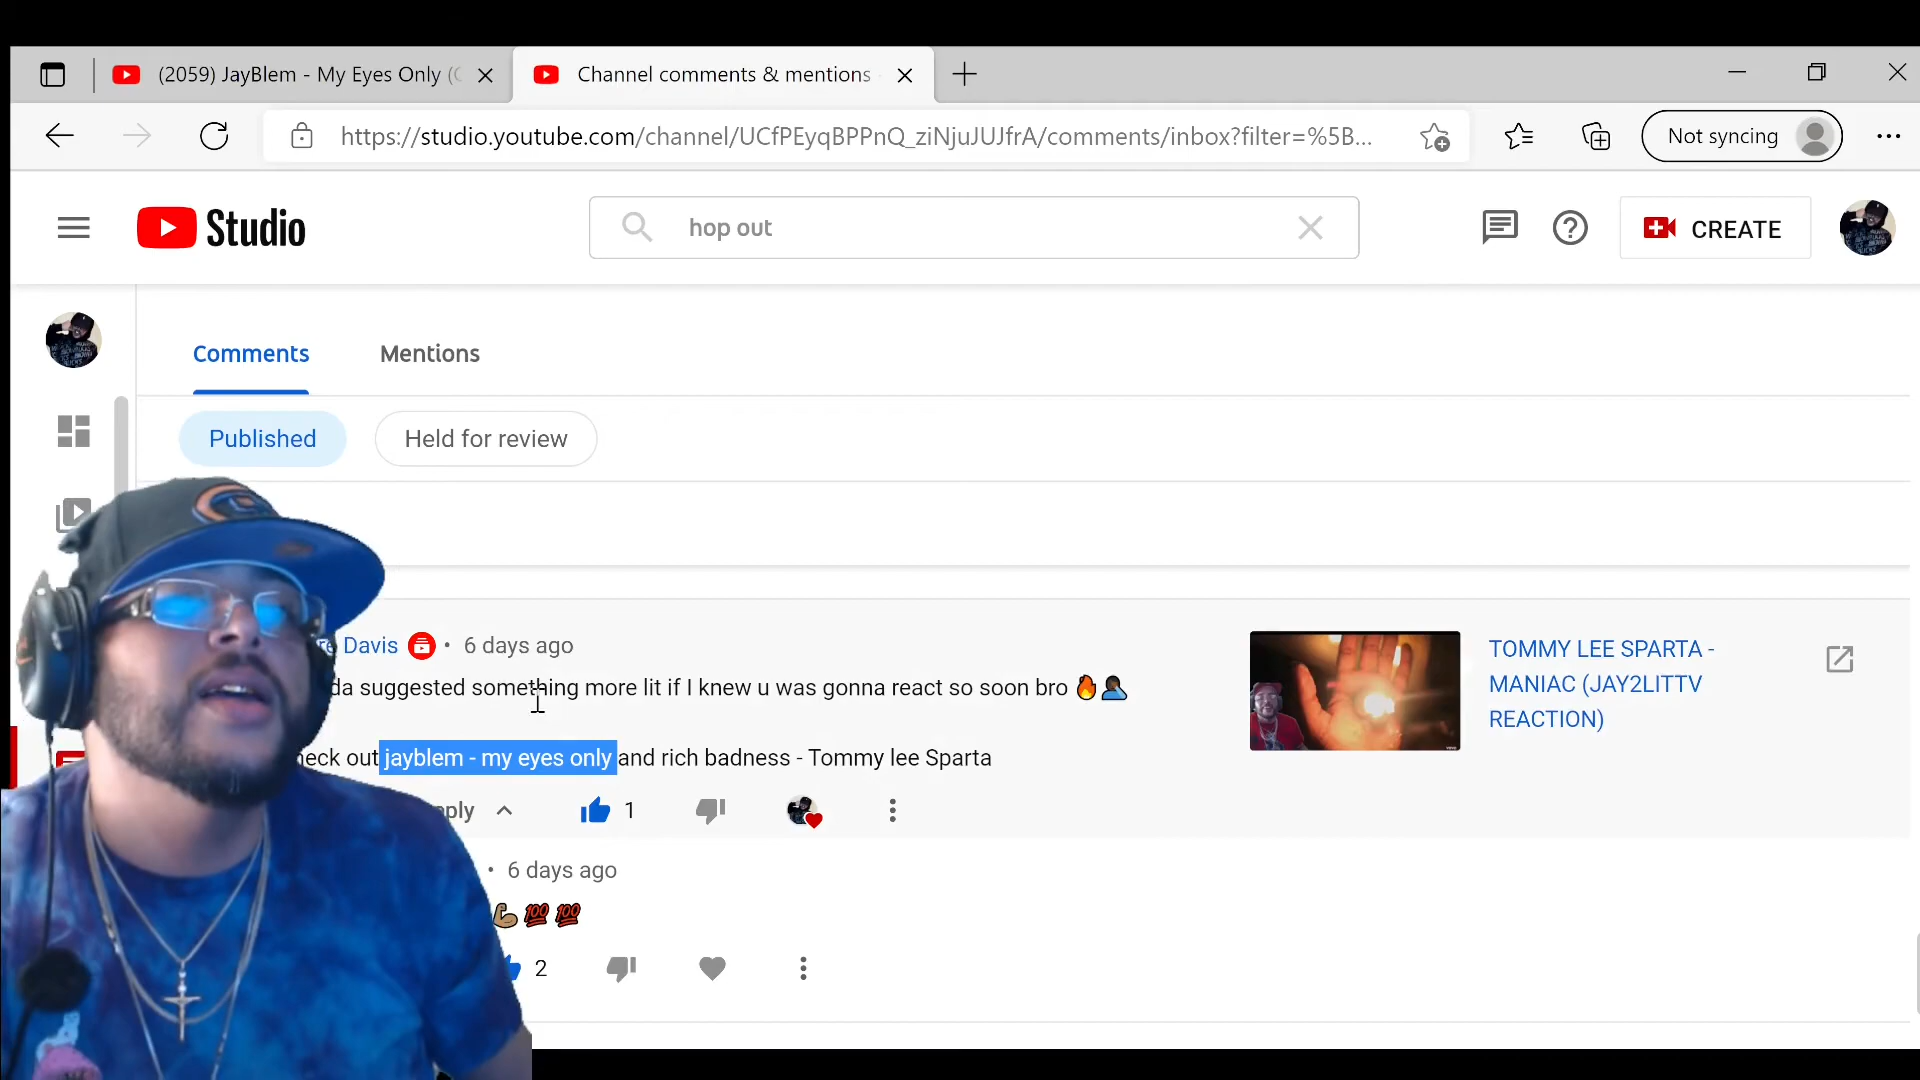 (2059) JayBlem - My Eyes Only (
Channel comments & mentions
https://studio.youtube.com/channel/UCfPEyqBPPnQ_ziNjuJUJfrA/comments/inbox?filter=%5B...
Not syncing
Studio
hop out
CREATE
Comments
Mentions
Published
Held for review
re Davis • 6 days ago
da suggested something more lit if I knew u was gonna react so soon bro 🔥🤦🏿‍♂️
TOMMY LEE SPARTA -
MANIAC (JAY2LITTV
REACTION)
heck out jayblem - my eyes only and rich badness - Tommy lee Sparta
ply
1
• 6 days ago
💪🏽💯💯
2